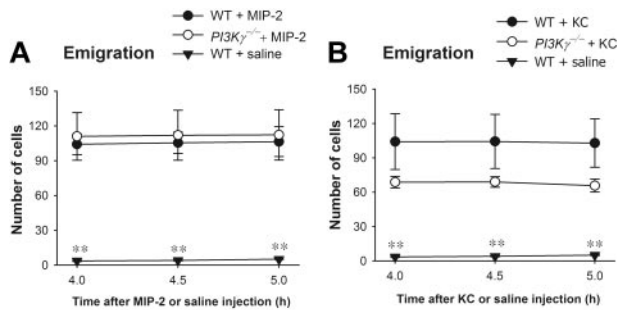 A Emigration
WT + MIP-2
PI3Kγ−/− + MIP-2
WT + saline
Number of cells
150
120
90
60
30
0
** ** **
4.0 4.5 5.0
Time after MIP-2 or saline injection (h)
B Emigration
WT + KC
PI3Kγ−/− + KC
WT + saline
Number of cells
150
120
90
60
30
0
** ** **
4.0 4.5 5.0
Time after KC or saline injection (h)